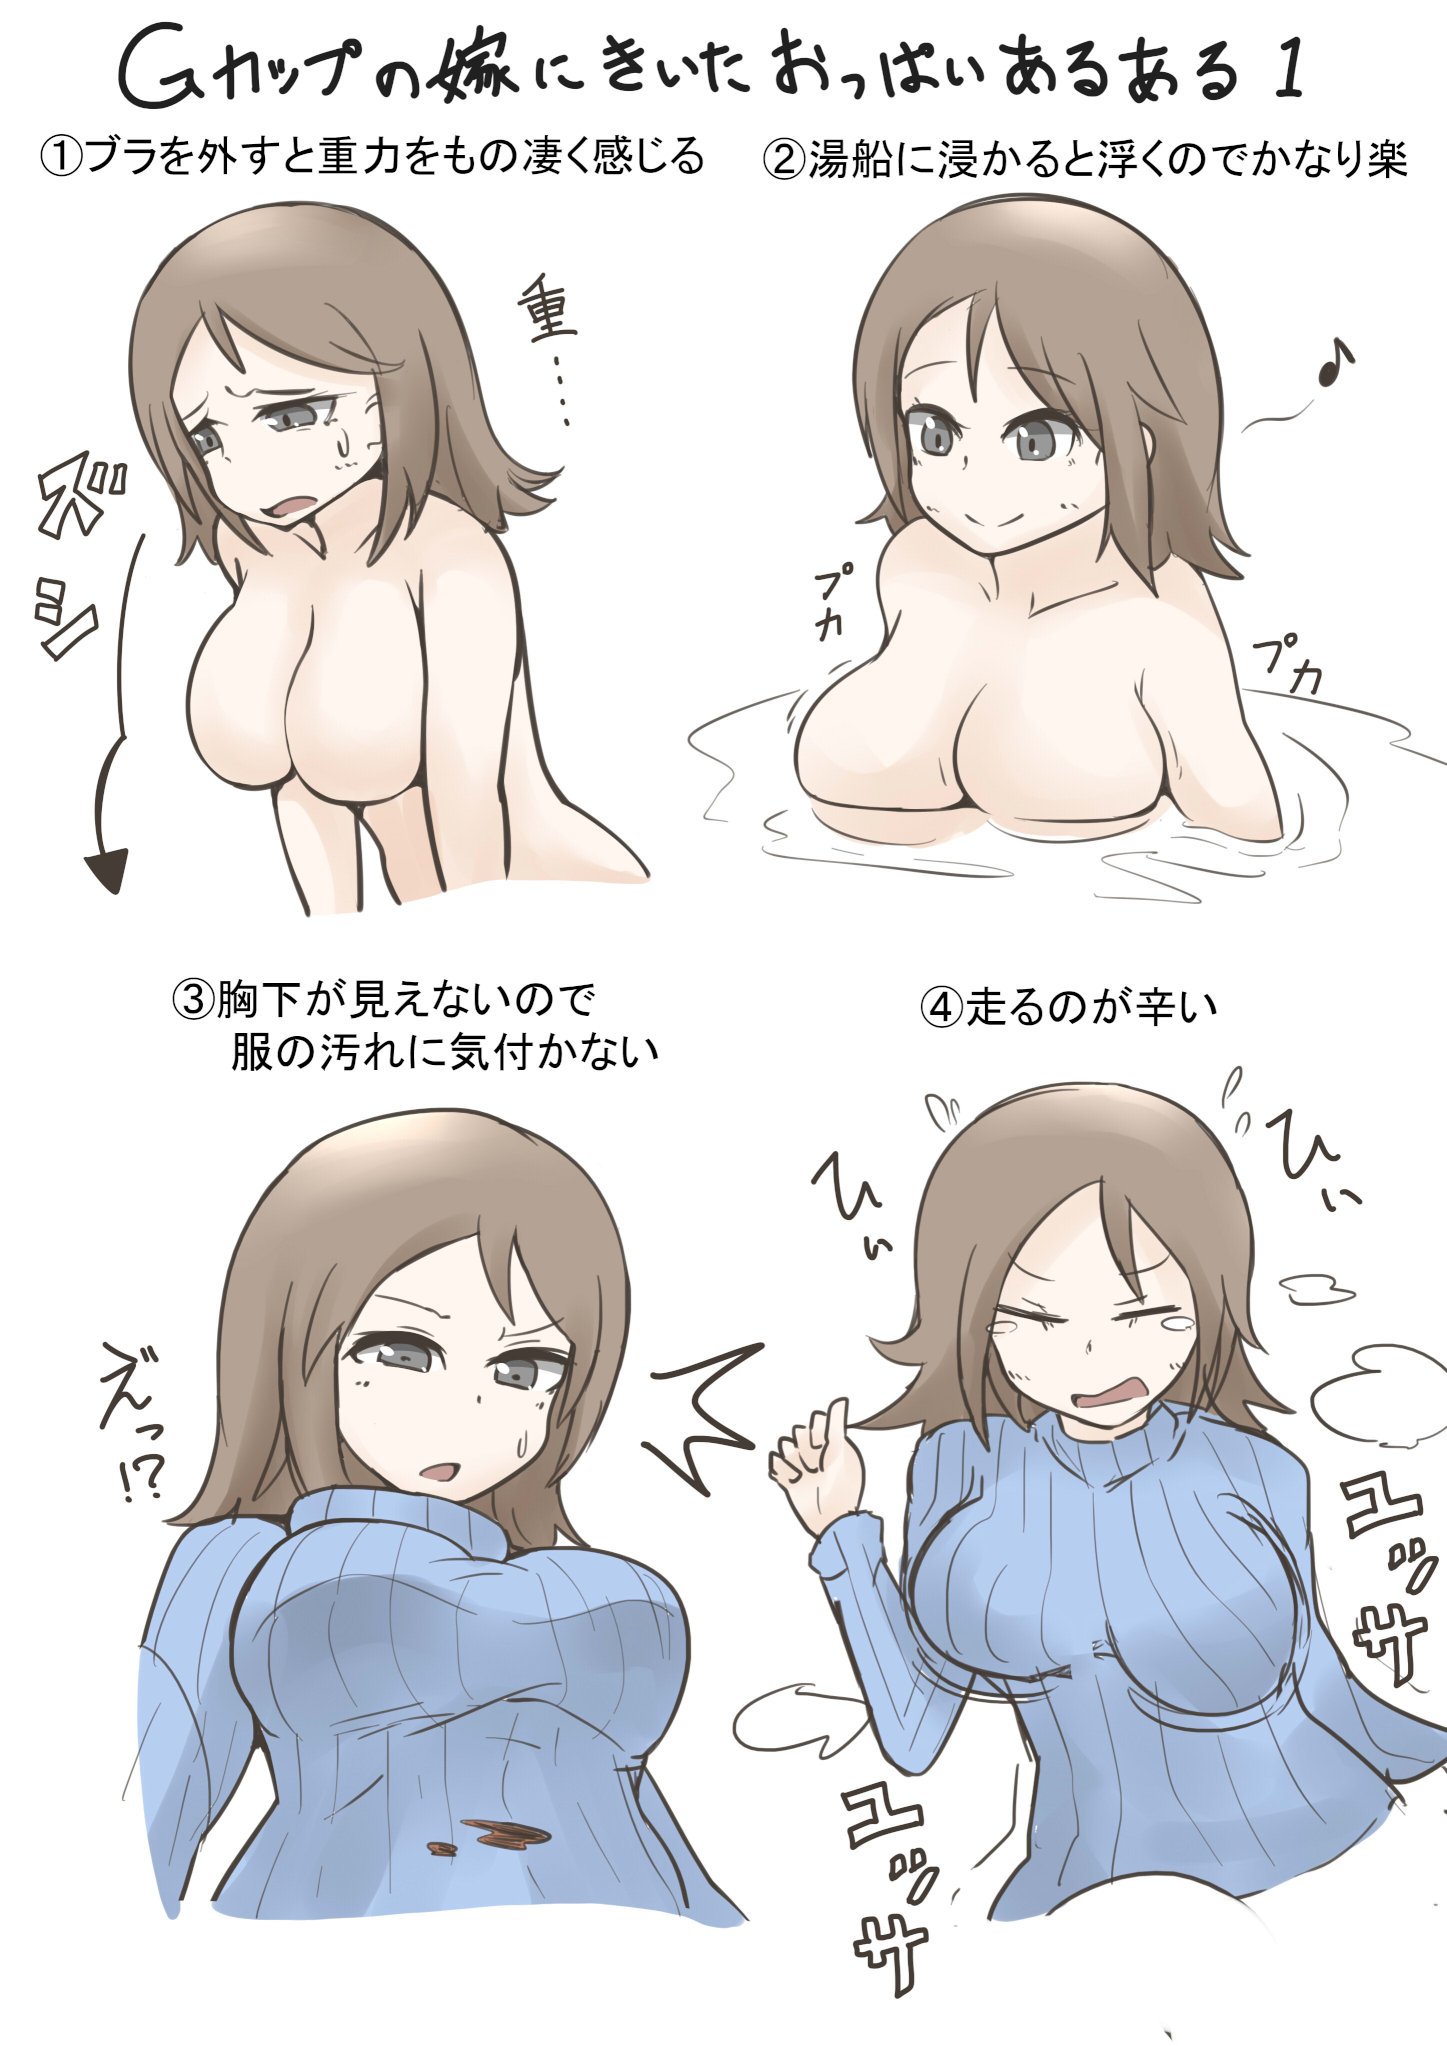 Gカップの嫁にきいたおっぱいあるある1
①ブラを外すと重力をもの凄く感じる
重……
ズシ
②湯船に浸かると浮くのでかなり楽
♪
プカ
プカ
③胸下が見えないので
服の汚れに気付かない
えっ!?
④走るのが辛い
ひぃ
ひぃ
ユッサ
ユッサ